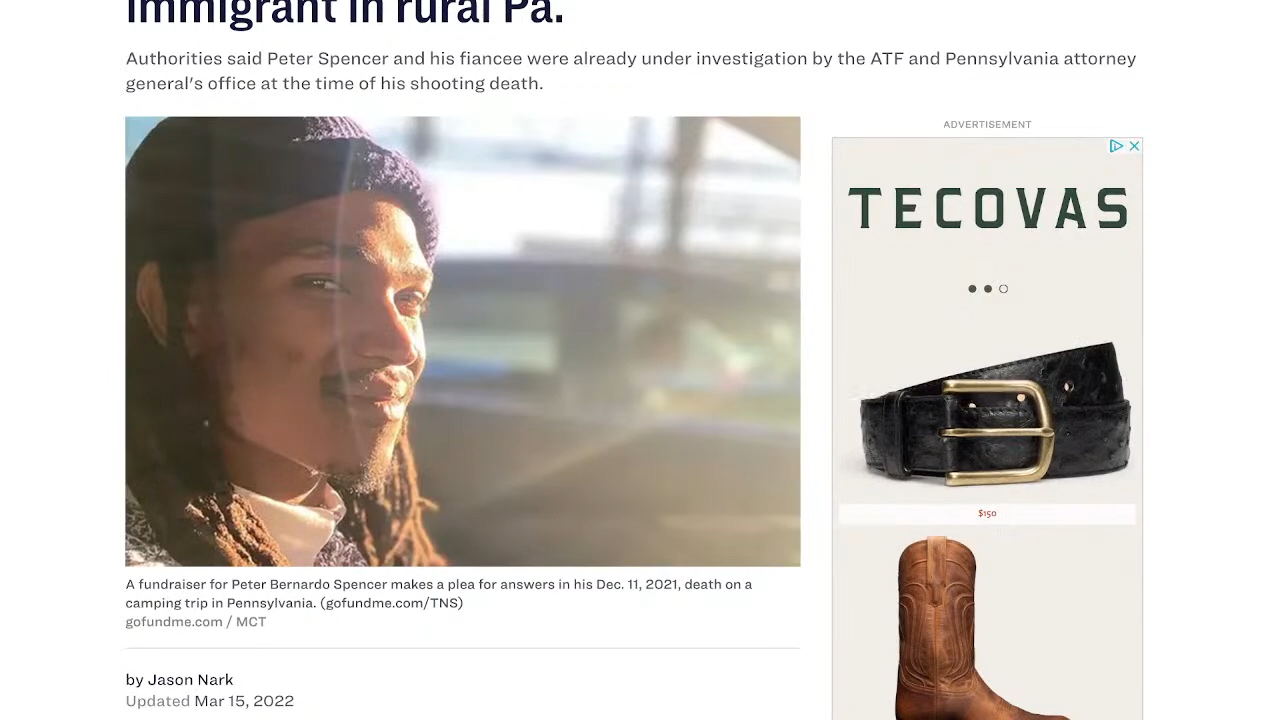 immigrant in rural Pa.
Authorities said Peter Spencer and his fiancee were already under investigation by the ATF and Pennsylvania attorney
general's office at the time of his shooting death.
ADVERTISEMENT
TECOVAS
$150
A fundraiser for Peter Bernardo Spencer makes a plea for answers in his Dec. 11, 2021, death on a
camping trip in Pennsylvania. (gofundme.com/TNS)
gofundme.com / MCT
by Jason Nark
Updated Mar 15, 2022